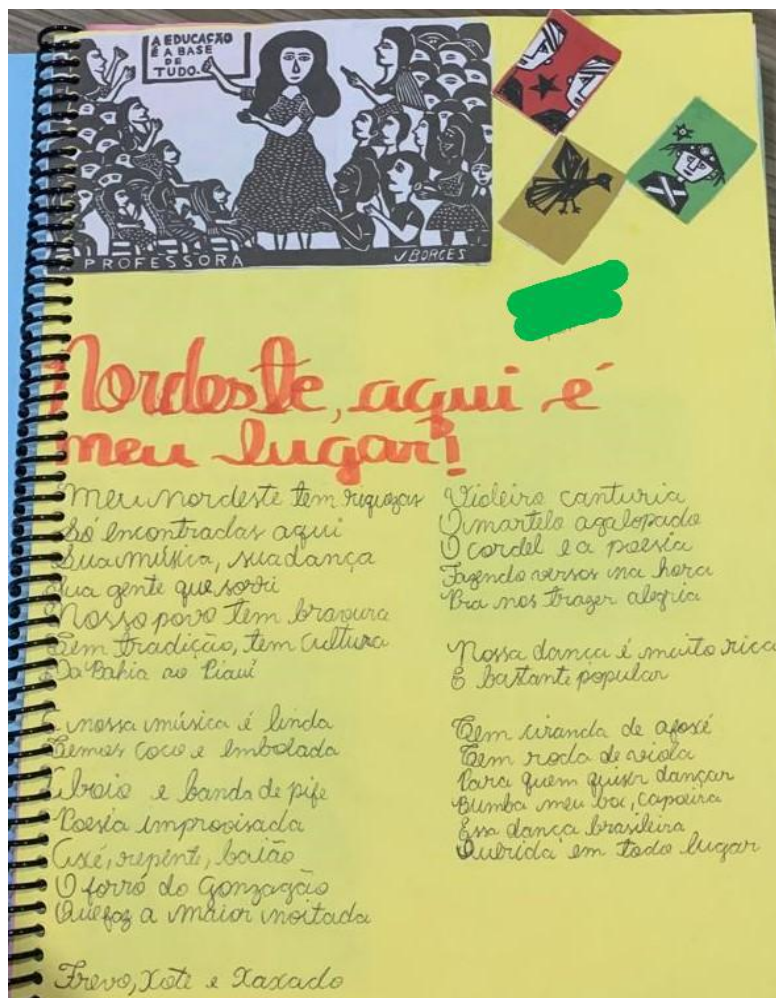 A EDUCAÇÃO
É A BASE
DE
TUDO.
PROFESSORA
J BORGES
Nordeste, aqui é
meu lugar!
Meu nordeste tem riquezas
Só encontradas aqui
Sua música, sua dança
Sua gente que sorri
Nosso povo tem bravura
Tem tradição, tem cultura
Da Bahia ao Piauí
E nossa música é linda
Temos coco e embolada
Aboio e banda de pife
Poesia improvisada
Axé, repente, baião
O forró do Gonzagão
Que faz a maior noitada
Frevo, Xote e Xaxado
Violeiro canturia
O martelo agalopado
O cordel e a poesia
Fazendo versos na hora
Pra nos trazer alegria
Nossa dança é muito rica
E bastante popular
Tem ciranda de afoxé
Tem roda de viola
Para quem quiser dançar
Bumba meu boi, capoeira
Essa dança brasileira
Querida em todo lugar